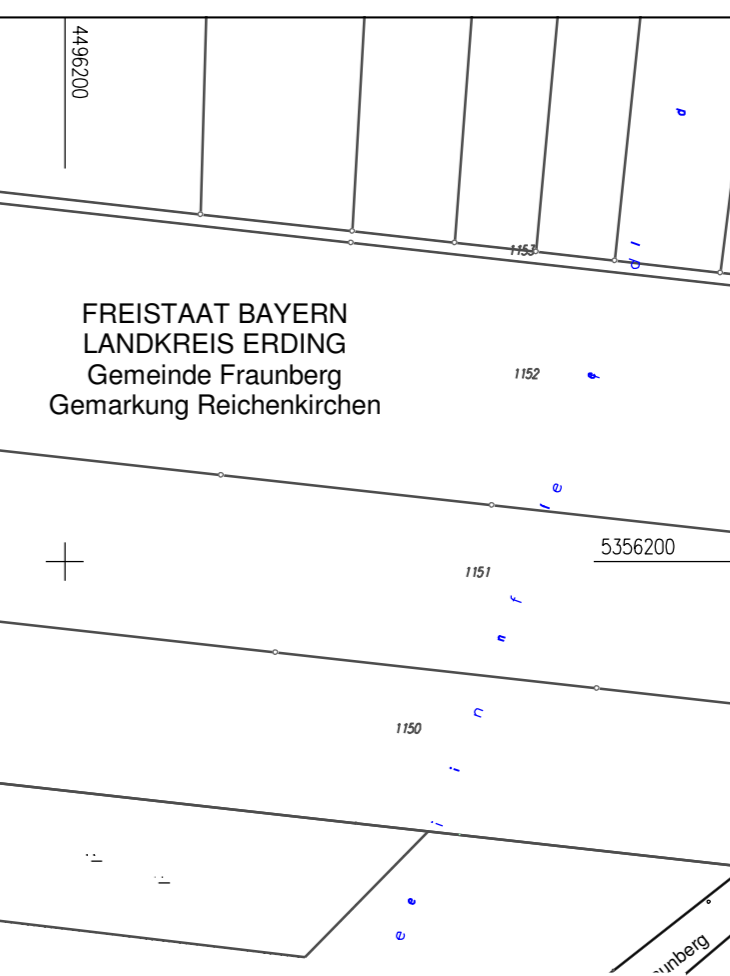 4496200
1153
FREISTAAT BAYERN
LANDKREIS ERDING
Gemeinde Fraunberg
Gemarkung Reichenkirchen
1152
5356200
1151
1150